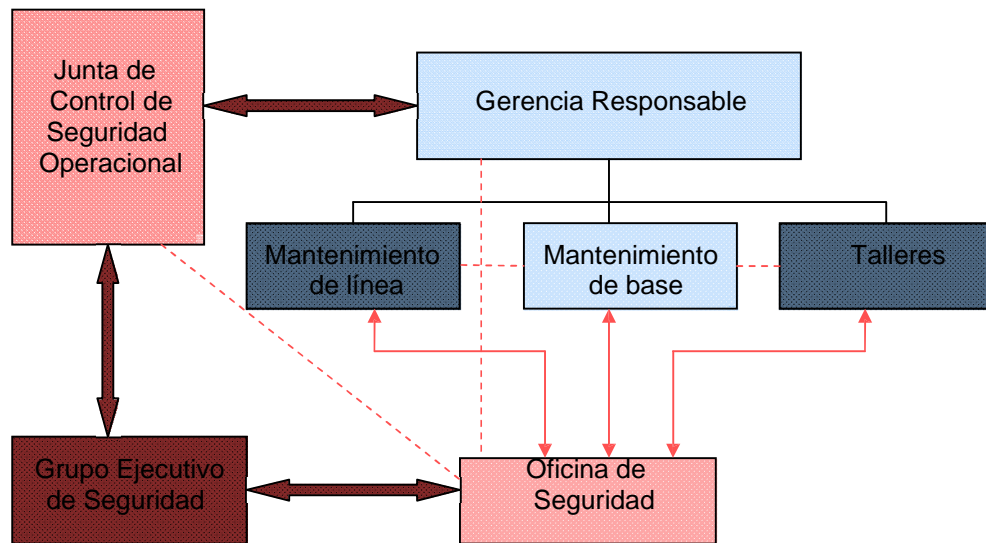 Junta de
Control de
Seguridad
Operacional
Gerencia Responsable
Mantenimiento
de línea
Mantenimiento
de base
Talleres
Grupo Ejecutivo
de Seguridad
Oficina de
Seguridad